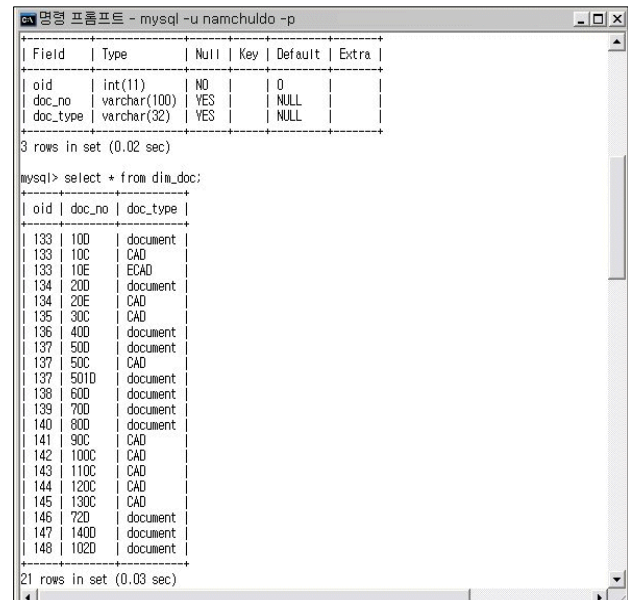 명령 프롬프트 - mysql -u namchuldo -p
| Field | Type | Null | Key | Default | Extra |
| oid | int(11) | NO | | 0 | |
| doc_no | varchar(100) | YES | | NULL | |
| doc_type | varchar(32) | YES | | NULL | |
3 rows in set (0.02 sec)
mysql> select * from dim_doc;
| oid | doc_no | doc_type |
| 133 | 10D | document |
| 133 | 10C | CAD |
| 133 | 10E | ECAD |
| 134 | 20D | document |
| 134 | 20E | CAD |
| 135 | 30C | CAD |
| 136 | 40D | document |
| 137 | 50D | document |
| 137 | 50C | CAD |
| 137 | 501D | document |
| 138 | 60D | document |
| 139 | 70D | document |
| 140 | 80D | document |
| 141 | 90C | CAD |
| 142 | 100C | CAD |
| 143 | 110C | CAD |
| 144 | 120C | CAD |
| 145 | 130C | CAD |
| 146 | 72D | document |
| 147 | 140D | document |
| 148 | 102D | document |
21 rows in set (0.03 sec)